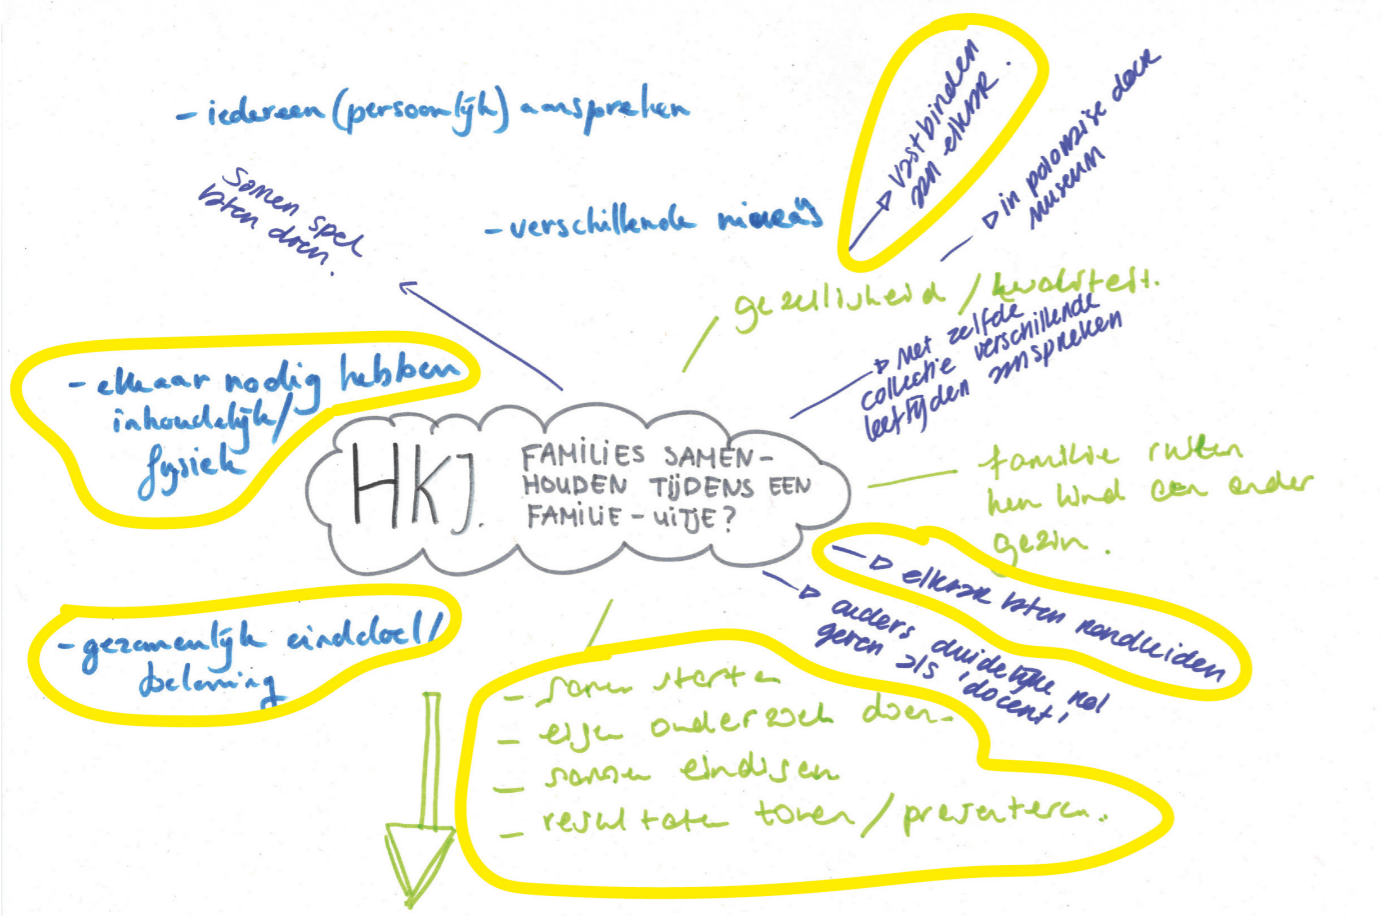 - iedereen (persoonlijk) aanspreken
samen spel
laten doen.
- verschillende niveau's
vastbinden
aan elkaar.
in polonaise door
museum
gezelligheid / kwaliteit.
Met zelfde
collectie verschillende
leeftijden aanspreken
- elkaar nodig hebben
inhoudelijk/
fysiek
HKJ. FAMILIES SAMEN-
HOUDEN TIJDENS EEN
FAMILIE-UITJE?
familie ruilen
hun kind een ander
gezin.
elkaar laten rondleiden
ouders duidelijke rol
geven als 'docent'
- gezamenlijk einddoel/
beloning
- samen starten
- eigen onderzoek doen.
- samen eindigen
- resultaten tonen / presenteren.